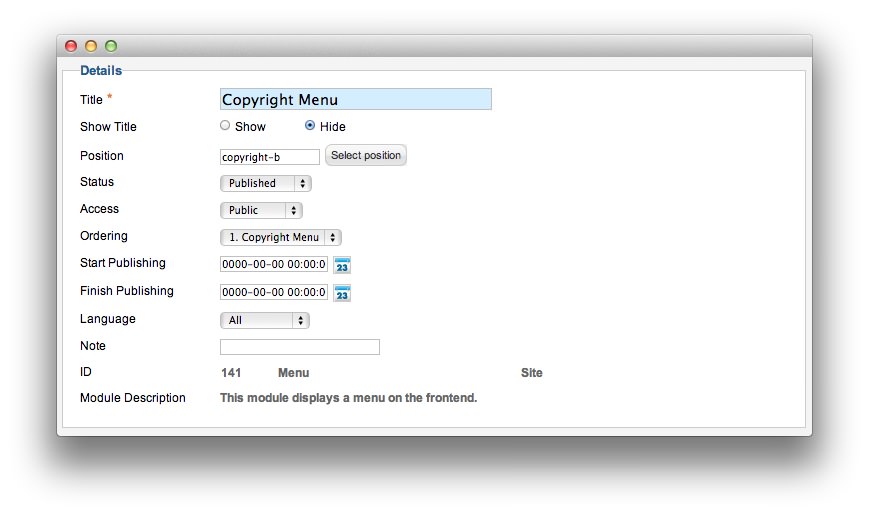 Details
Title *
Copyright Menu
Show Title
Show
Hide
Position
copyright-b
Select position
Status
Published
Access
Public
Ordering
1. Copyright Menu
Start Publishing
0000-00-00 00:00:0
23
Finish Publishing
0000-00-00 00:00:0
23
Language
All
Note
ID
141
Menu
Site
Module Description
This module displays a menu on the frontend.